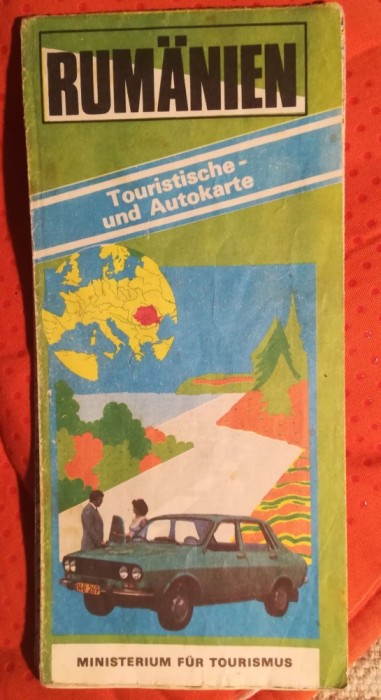 RUMÄNIEN
Touristische-
und Autokarte
MINISTERIUM FÜR TOURISMUS